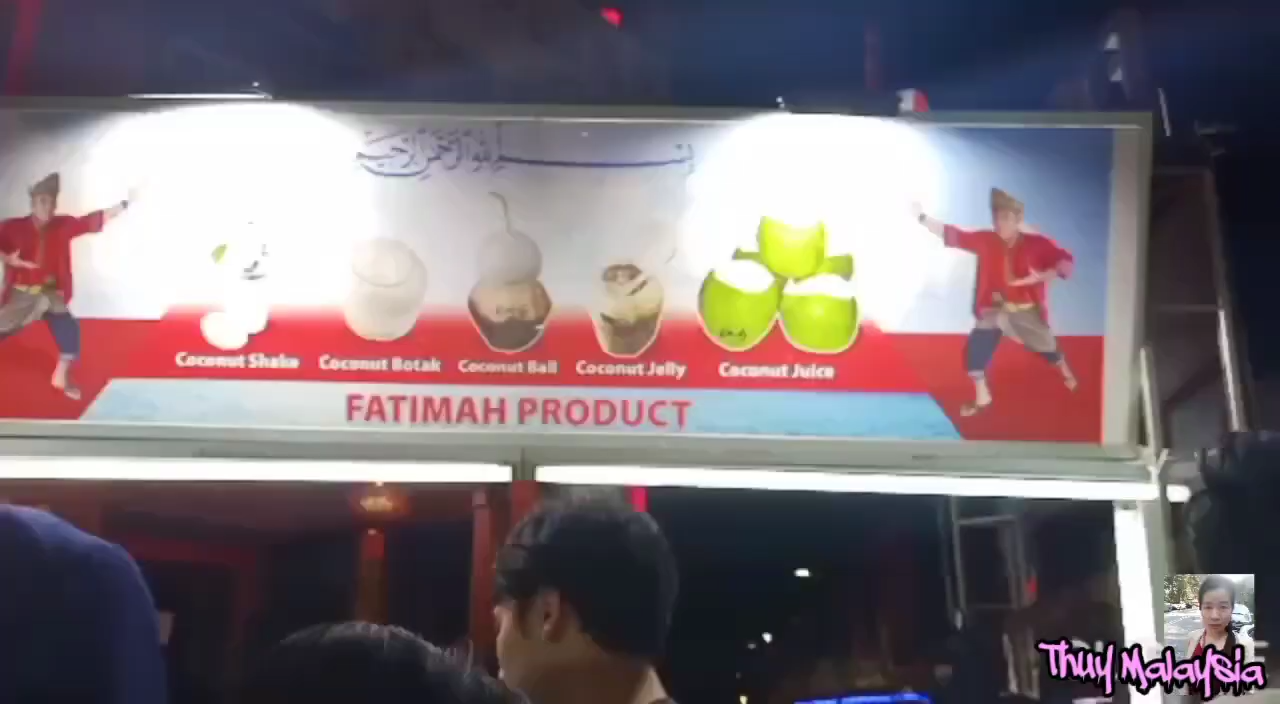 بسم الله الرحمن الرحيم
Coconut Shake
Coconut Botak
Coconut Ball
Coconut Jelly
Coconut Juice
FATIMAH PRODUCT
Thuy Malaysia